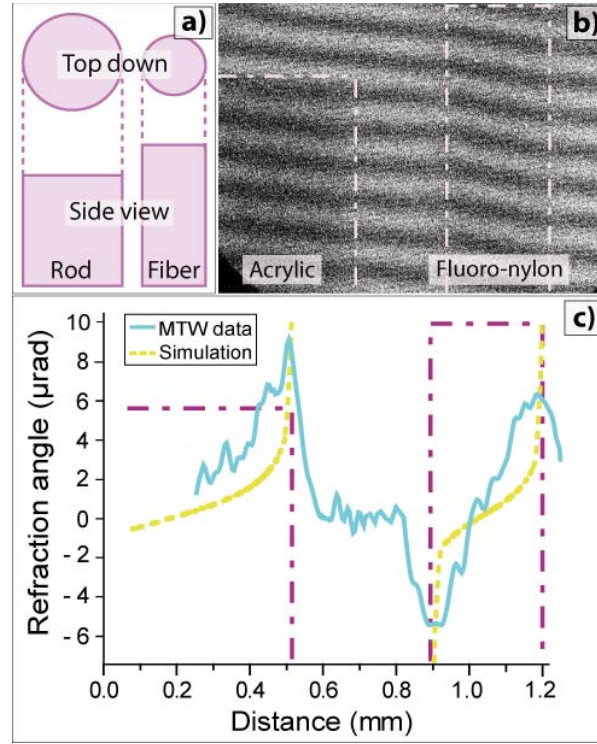 a)
Top down
Side view
Rod
Fiber
b)
Acrylic
Fluoro-nylon
c)
MTW data
Simulation
Refraction angle (μrad)
10
8
6
4
2
0
- 2
- 4
- 6
0.0
0.2
0.4
0.6
0.8
1.0
1.2
Distance (mm)